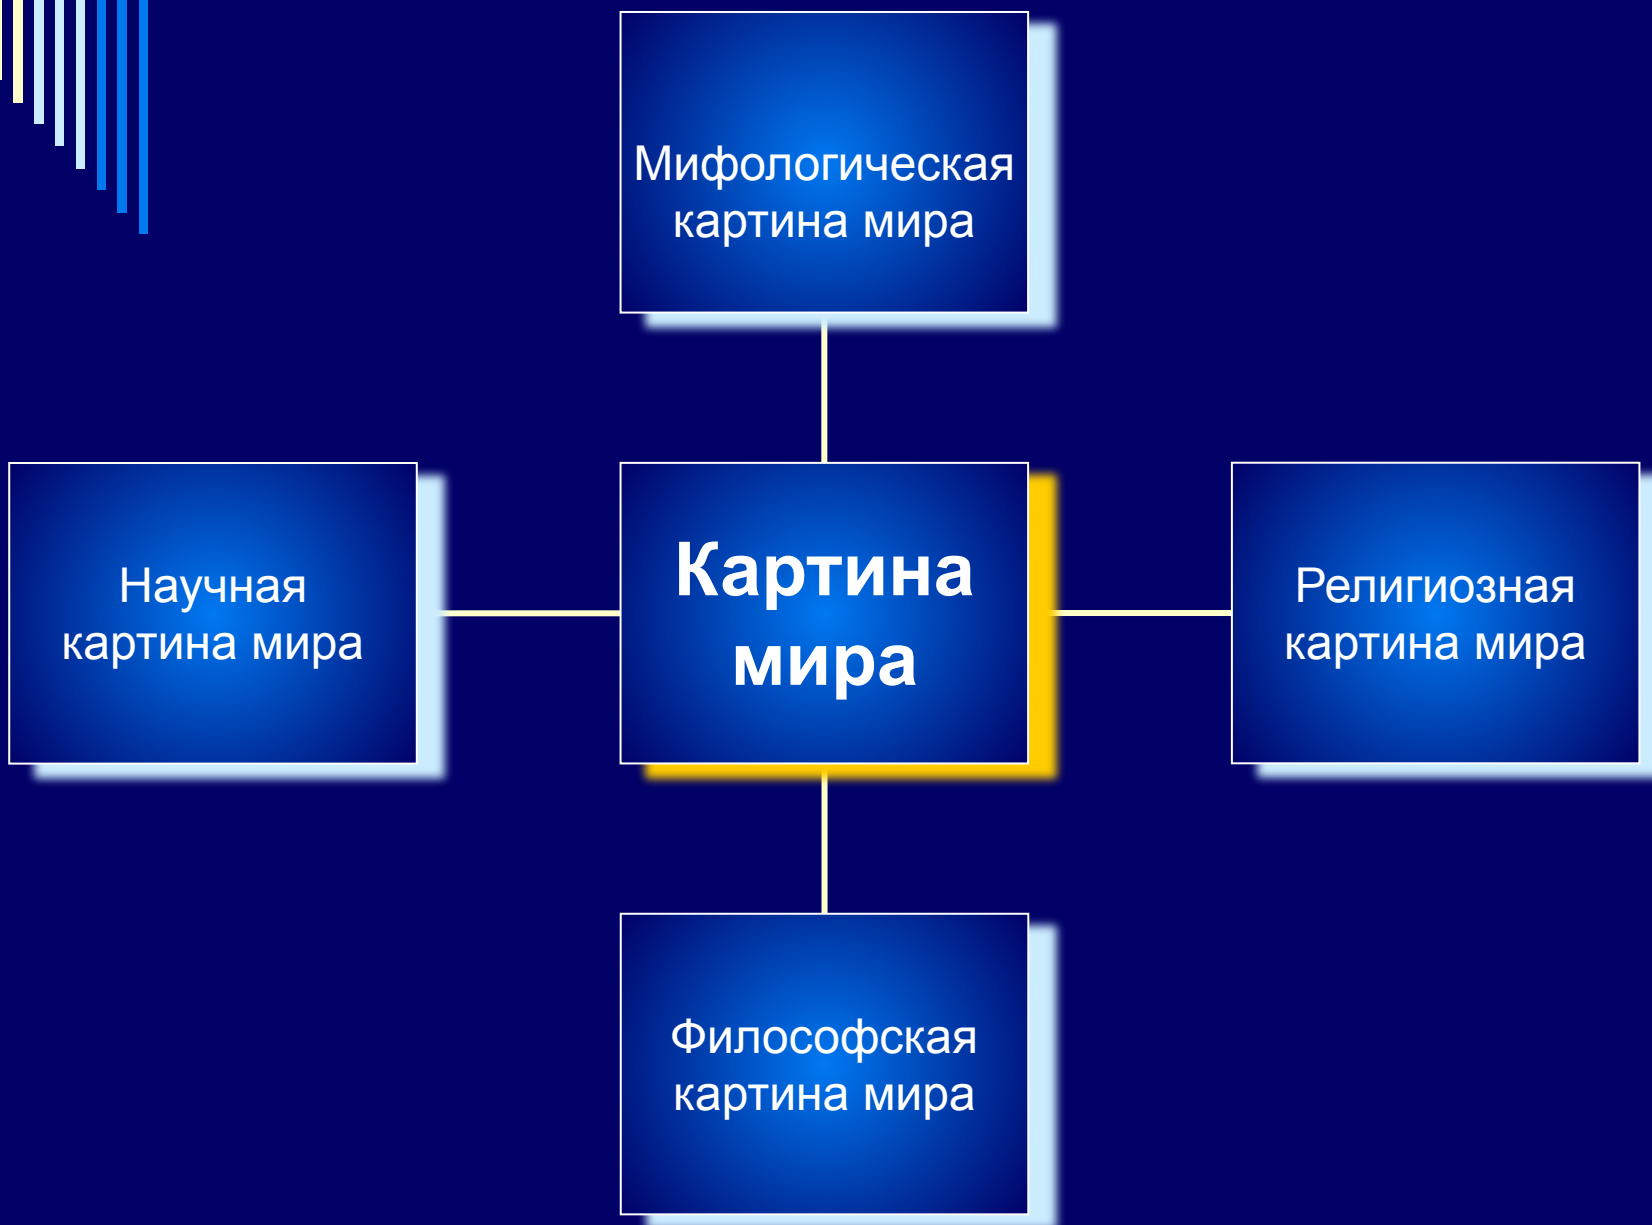 Мифологическая
картина мира
Научная
картина мира
Картина
мира
Религиозная
картина мира
Философская
картина мира